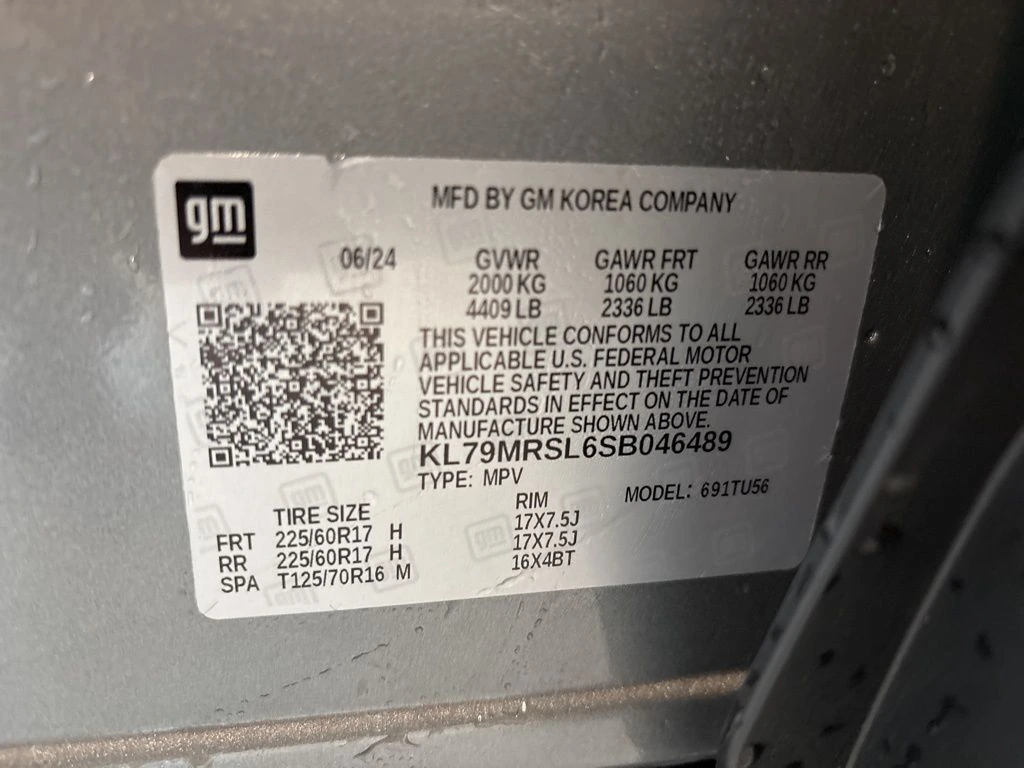 gm
MFD BY GM KOREA COMPANY
06/24 GVWR GAWR FRT GAWR RR
2000 KG 1060 KG 1060 KG
4409 LB 2336 LB 2336 LB
THIS VEHICLE CONFORMS TO ALL
APPLICABLE U.S. FEDERAL MOTOR
VEHICLE SAFETY AND THEFT PREVENTION
STANDARDS IN EFFECT ON THE DATE OF
MANUFACTURE SHOWN ABOVE.
KL79MRSL6SB046489
TYPE: MPV MODEL: 691TU56
TIRE SIZE RIM
FRT 225/60R17 H 17X7.5J
RR 225/60R17 H 17X7.5J
SPA T125/70R16 M 16X4BT